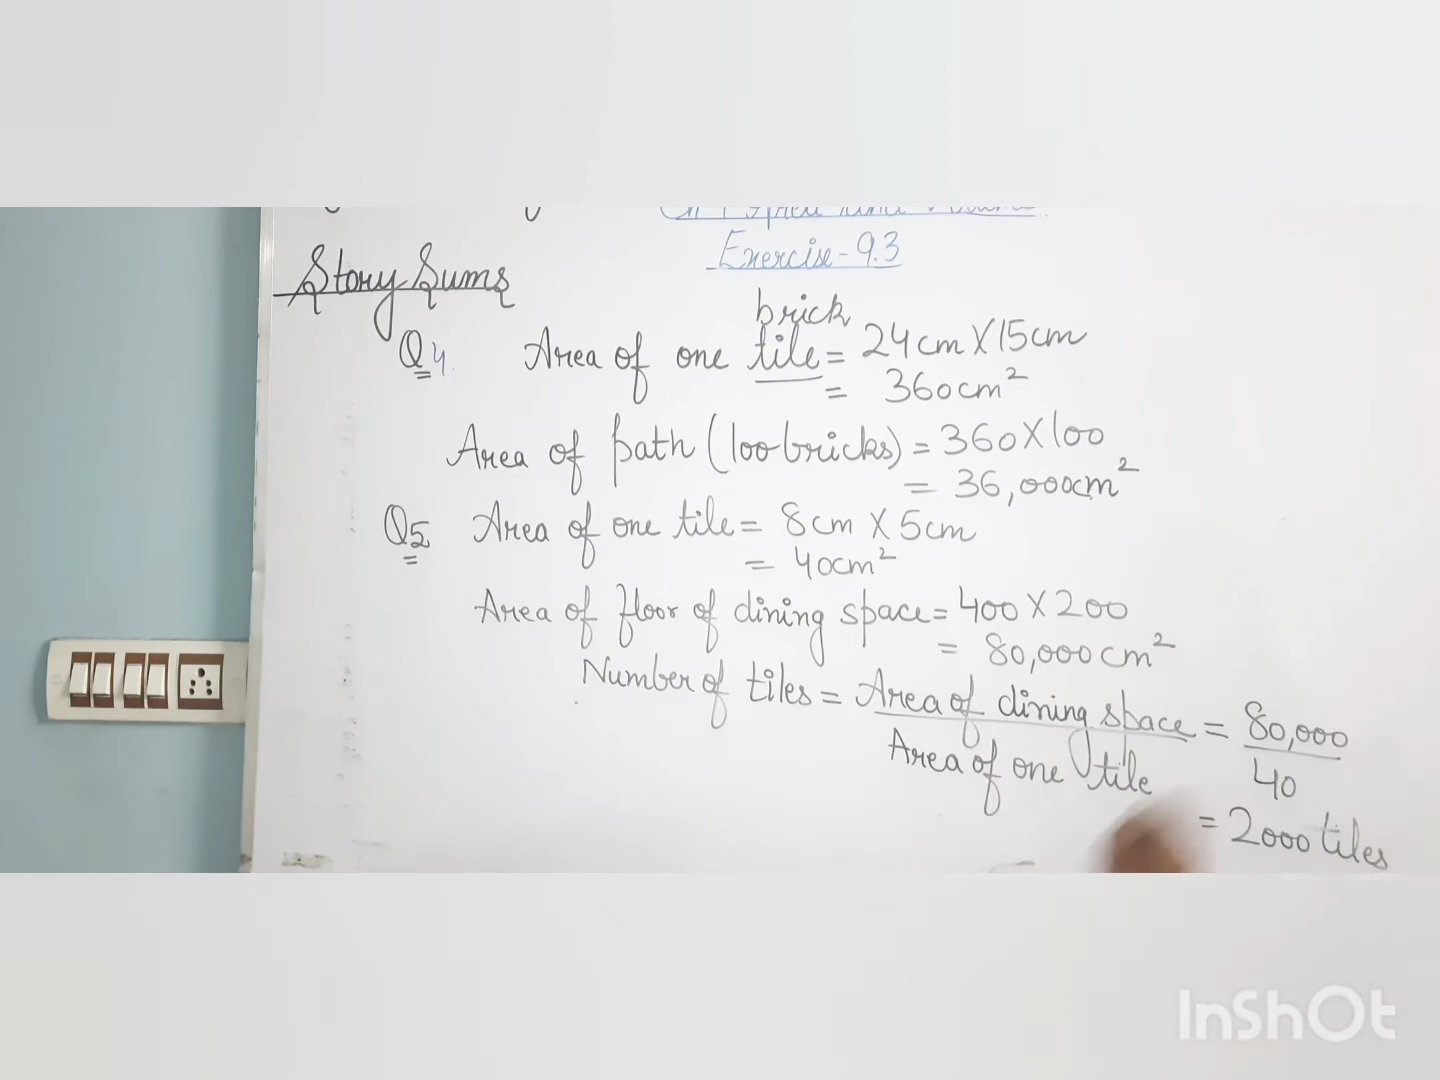 Exercise-9.3
Story Sums
brick
Q4. Area of one tile = 24cm X 15cm
= 360cm²
Area of path (100 bricks) = 360 X 100
= 36,000cm²
Q5 Area of one tile = 8cm X 5cm
= 40cm²
Area of floor of dining space = 400 X 200
= 80,000cm²
Number of tiles = Area of dining space = 80,000
Area of one tile 40
= 2000 tiles
InShOt